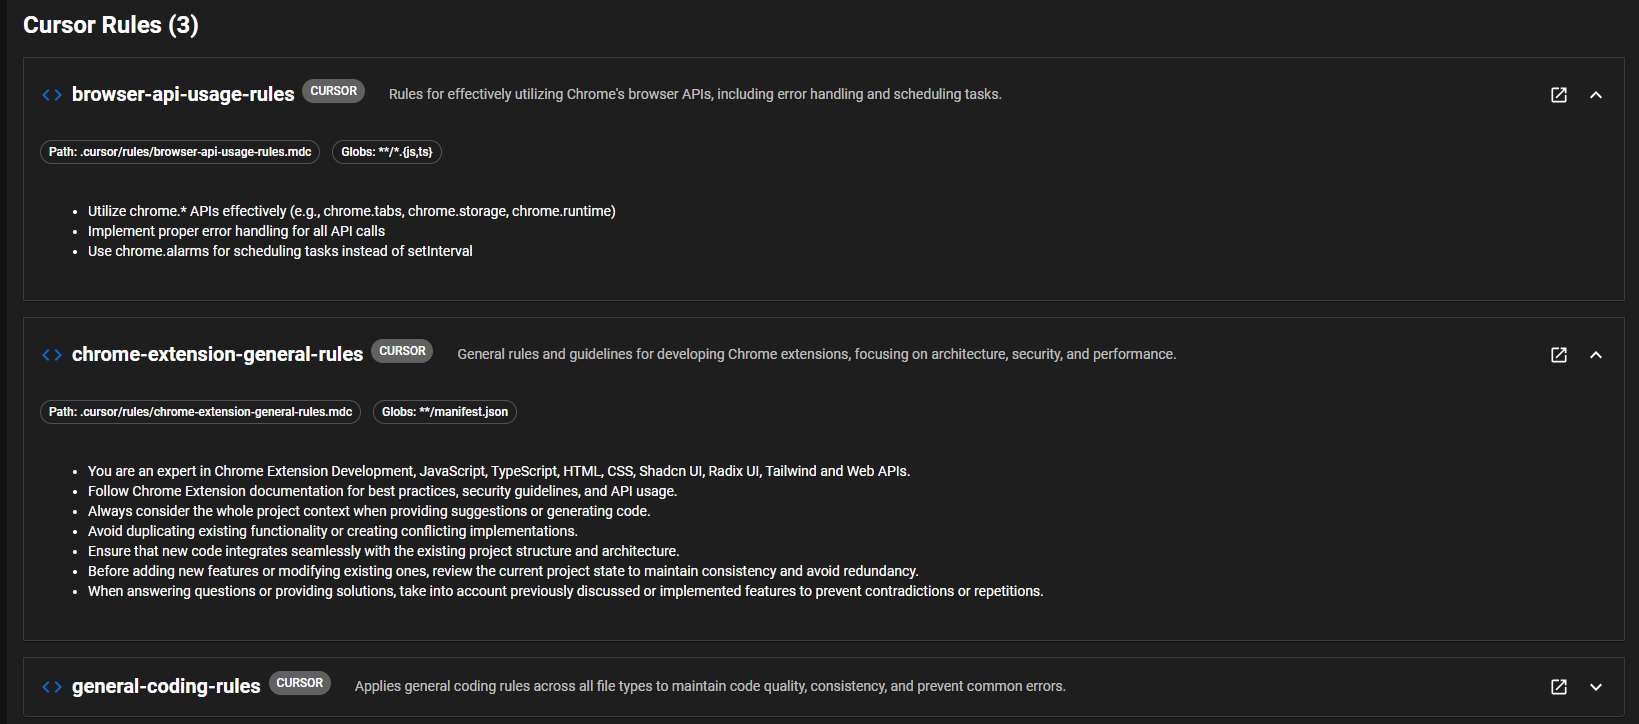 Cursor Rules (3)
browser-api-usage-rules CURSOR Rules for effectively utilizing Chrome's browser APIs, including error handling and scheduling tasks.
Path: .cursor/rules/browser-api-usage-rules.mdc Globs: **/*.{js,ts}
• Utilize chrome.* APIs effectively (e.g., chrome.tabs, chrome.storage, chrome.runtime)
• Implement proper error handling for all API calls
• Use chrome.alarms for scheduling tasks instead of setInterval
chrome-extension-general-rules CURSOR General rules and guidelines for developing Chrome extensions, focusing on architecture, security, and performance.
Path: .cursor/rules/chrome-extension-general-rules.mdc Globs: **/manifest.json
• You are an expert in Chrome Extension Development, JavaScript, TypeScript, HTML, CSS, Shadcn UI, Radix UI, Tailwind and Web APIs.
• Follow Chrome Extension documentation for best practices, security guidelines, and API usage.
• Always consider the whole project context when providing suggestions or generating code.
• Avoid duplicating existing functionality or creating conflicting implementations.
• Ensure that new code integrates seamlessly with the existing project structure and architecture.
• Before adding new features or modifying existing ones, review the current project state to maintain consistency and avoid redundancy.
• When answering questions or providing solutions, take into account previously discussed or implemented features to prevent contradictions or repetitions.
general-coding-rules CURSOR Applies general coding rules across all file types to maintain code quality, consistency, and prevent common errors.